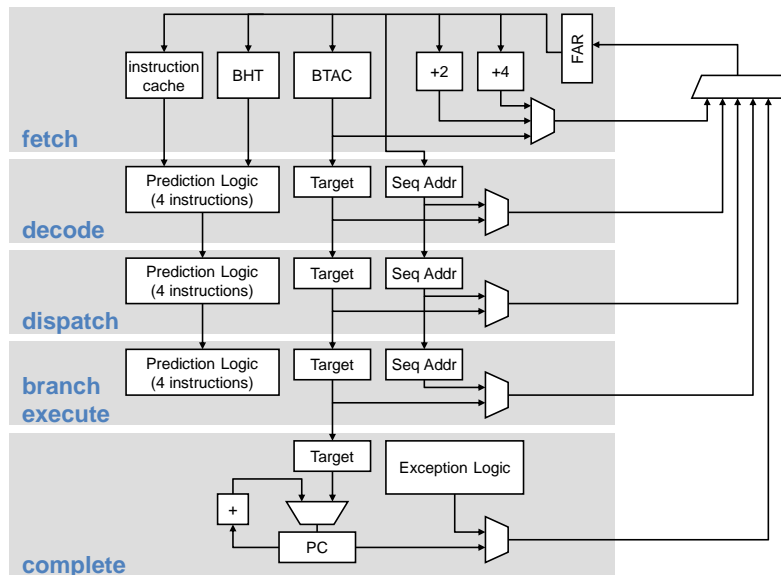 instruction
cache
BHT
BTAC
+2
+4
FAR
fetch
Prediction Logic
(4 instructions)
Target
Seq Addr
decode
Prediction Logic
(4 instructions)
Target
Seq Addr
dispatch
Prediction Logic
(4 instructions)
Target
Seq Addr
branch
execute
Target
Exception Logic
+
PC
complete